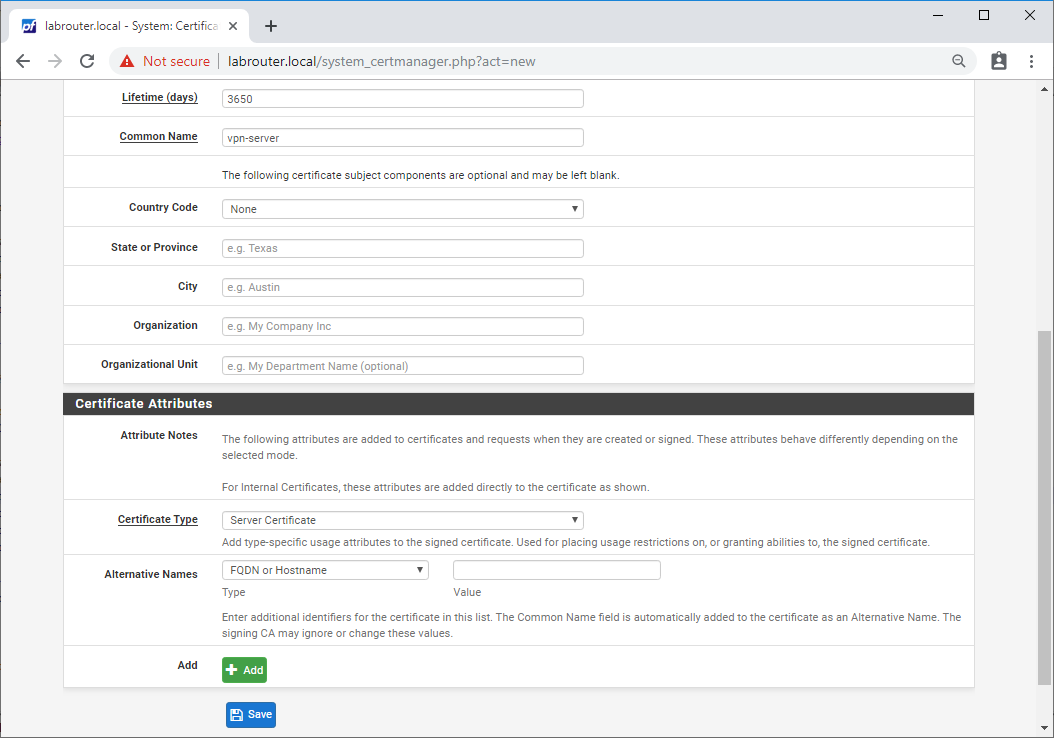 pf labrouter.local - System: Certifica
Not secure labrouter.local/system_certmanager.php?act=new
Lifetime (days) 3650
Common Name vpn-server
The following certificate subject components are optional and may be left blank.
Country Code None
State or Province e.g. Texas
City e.g. Austin
Organization e.g. My Company Inc
Organizational Unit e.g. My Department Name (optional)
Certificate Attributes
Attribute Notes The following attributes are added to certificates and requests when they are created or signed. These attributes behave differently depending on the
selected mode.
For Internal Certificates, these attributes are added directly to the certificate as shown.
Certificate Type Server Certificate
Add type-specific usage attributes to the signed certificate. Used for placing usage restrictions on, or granting abilities to, the signed certificate.
Alternative Names FQDN or Hostname
Type Value
Enter additional identifiers for the certificate in this list. The Common Name field is automatically added to the certificate as an Alternative Name. The
signing CA may ignore or change these values.
Add Add
Save